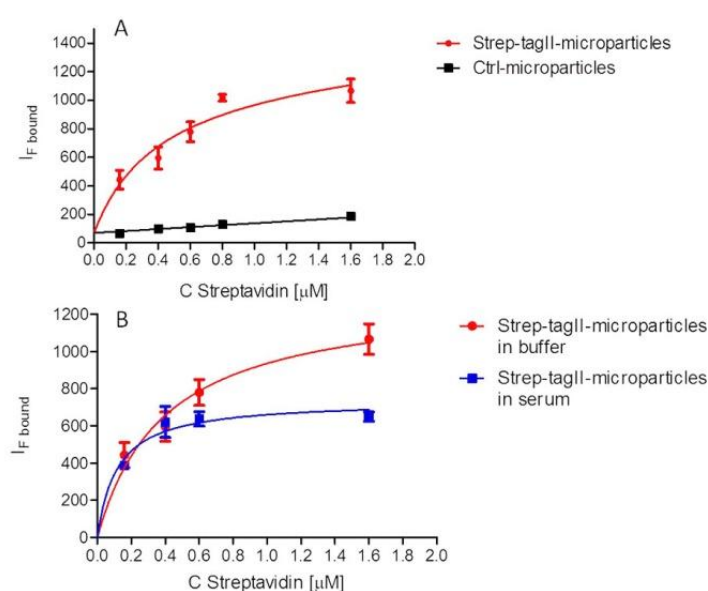 A
Strep-tagII-microparticles
Ctrl-microparticles
1400
1200
1000
800
600
400
200
0
I F bound
0.0 0.2 0.4 0.6 0.8 1.0 1.2 1.4 1.6 1.8 2.0
C Streptavidin [μM]
B
Strep-tagII-microparticles
in buffer
Strep-tagII-microparticles
in serum
1200
1000
800
600
400
200
0
I F bound
0.0 0.2 0.4 0.6 0.8 1.0 1.2 1.4 1.6 1.8 2.0
C Streptavidin [μM]